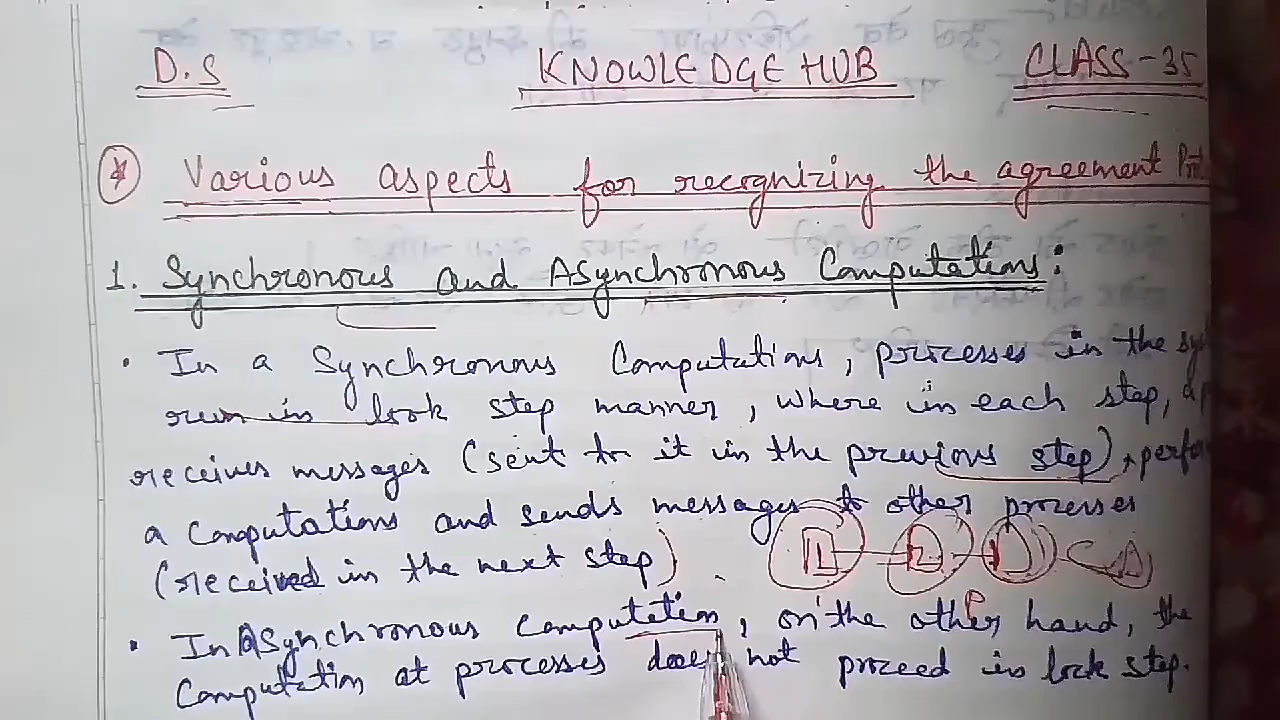 D.S KNOWLEDGE HUB CLASS-35
* Various aspects for recognizing the agreement Prot
1. Synchronous and Asynchronous Computations:
• In a Synchronous Computations, processes in the sy
run in lock step manner, where in each step, a p
receives messages (sent to it in the previous step), perfo
a computations and sends messages to other processes
(received in the next step).
1 2
P
• In Asynchronous computation, on the other hand, the
Computation at processes does not proceed in lock step.